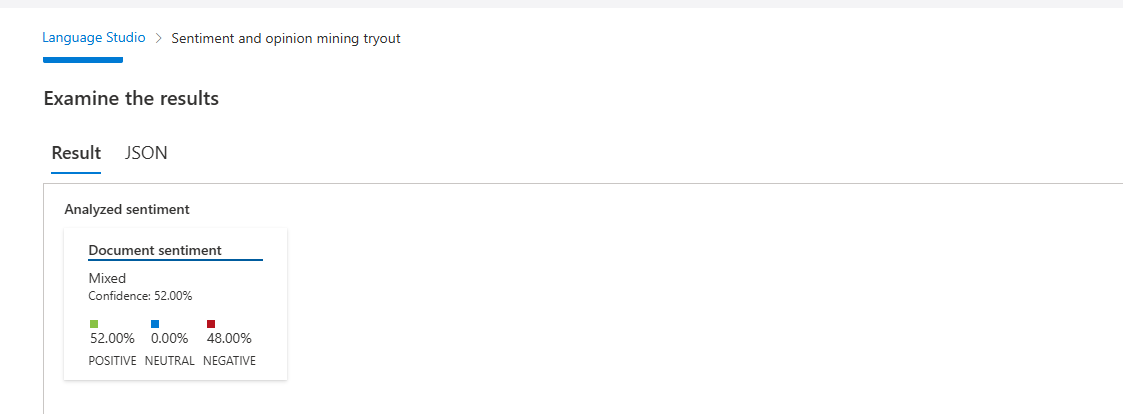 Language Studio > Sentiment and opinion mining tryout
Examine the results
Result JSON
Analyzed sentiment
Document sentiment
Mixed
Confidence: 52.00%
52.00% 0.00% 48.00%
POSITIVE NEUTRAL NEGATIVE